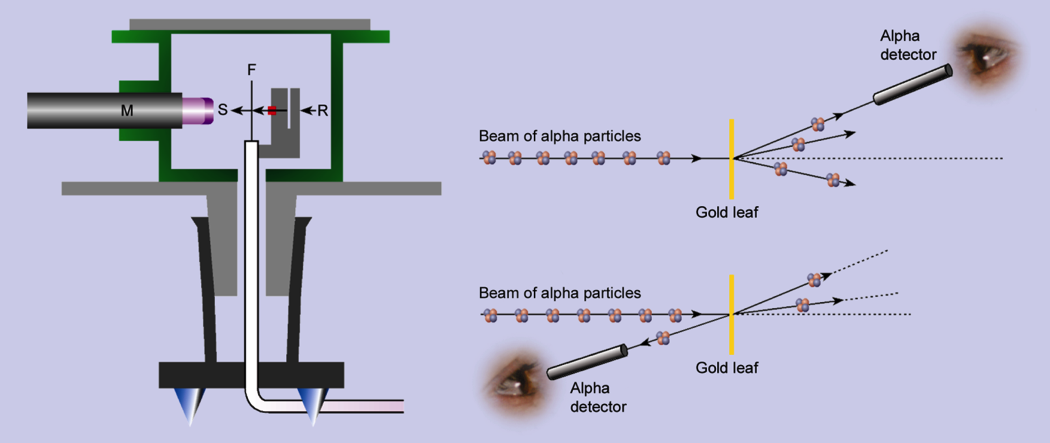 F
M
S
R
Alpha
detector
Beam of alpha particles
Gold leaf
Beam of alpha particles
Gold leaf
Alpha
detector